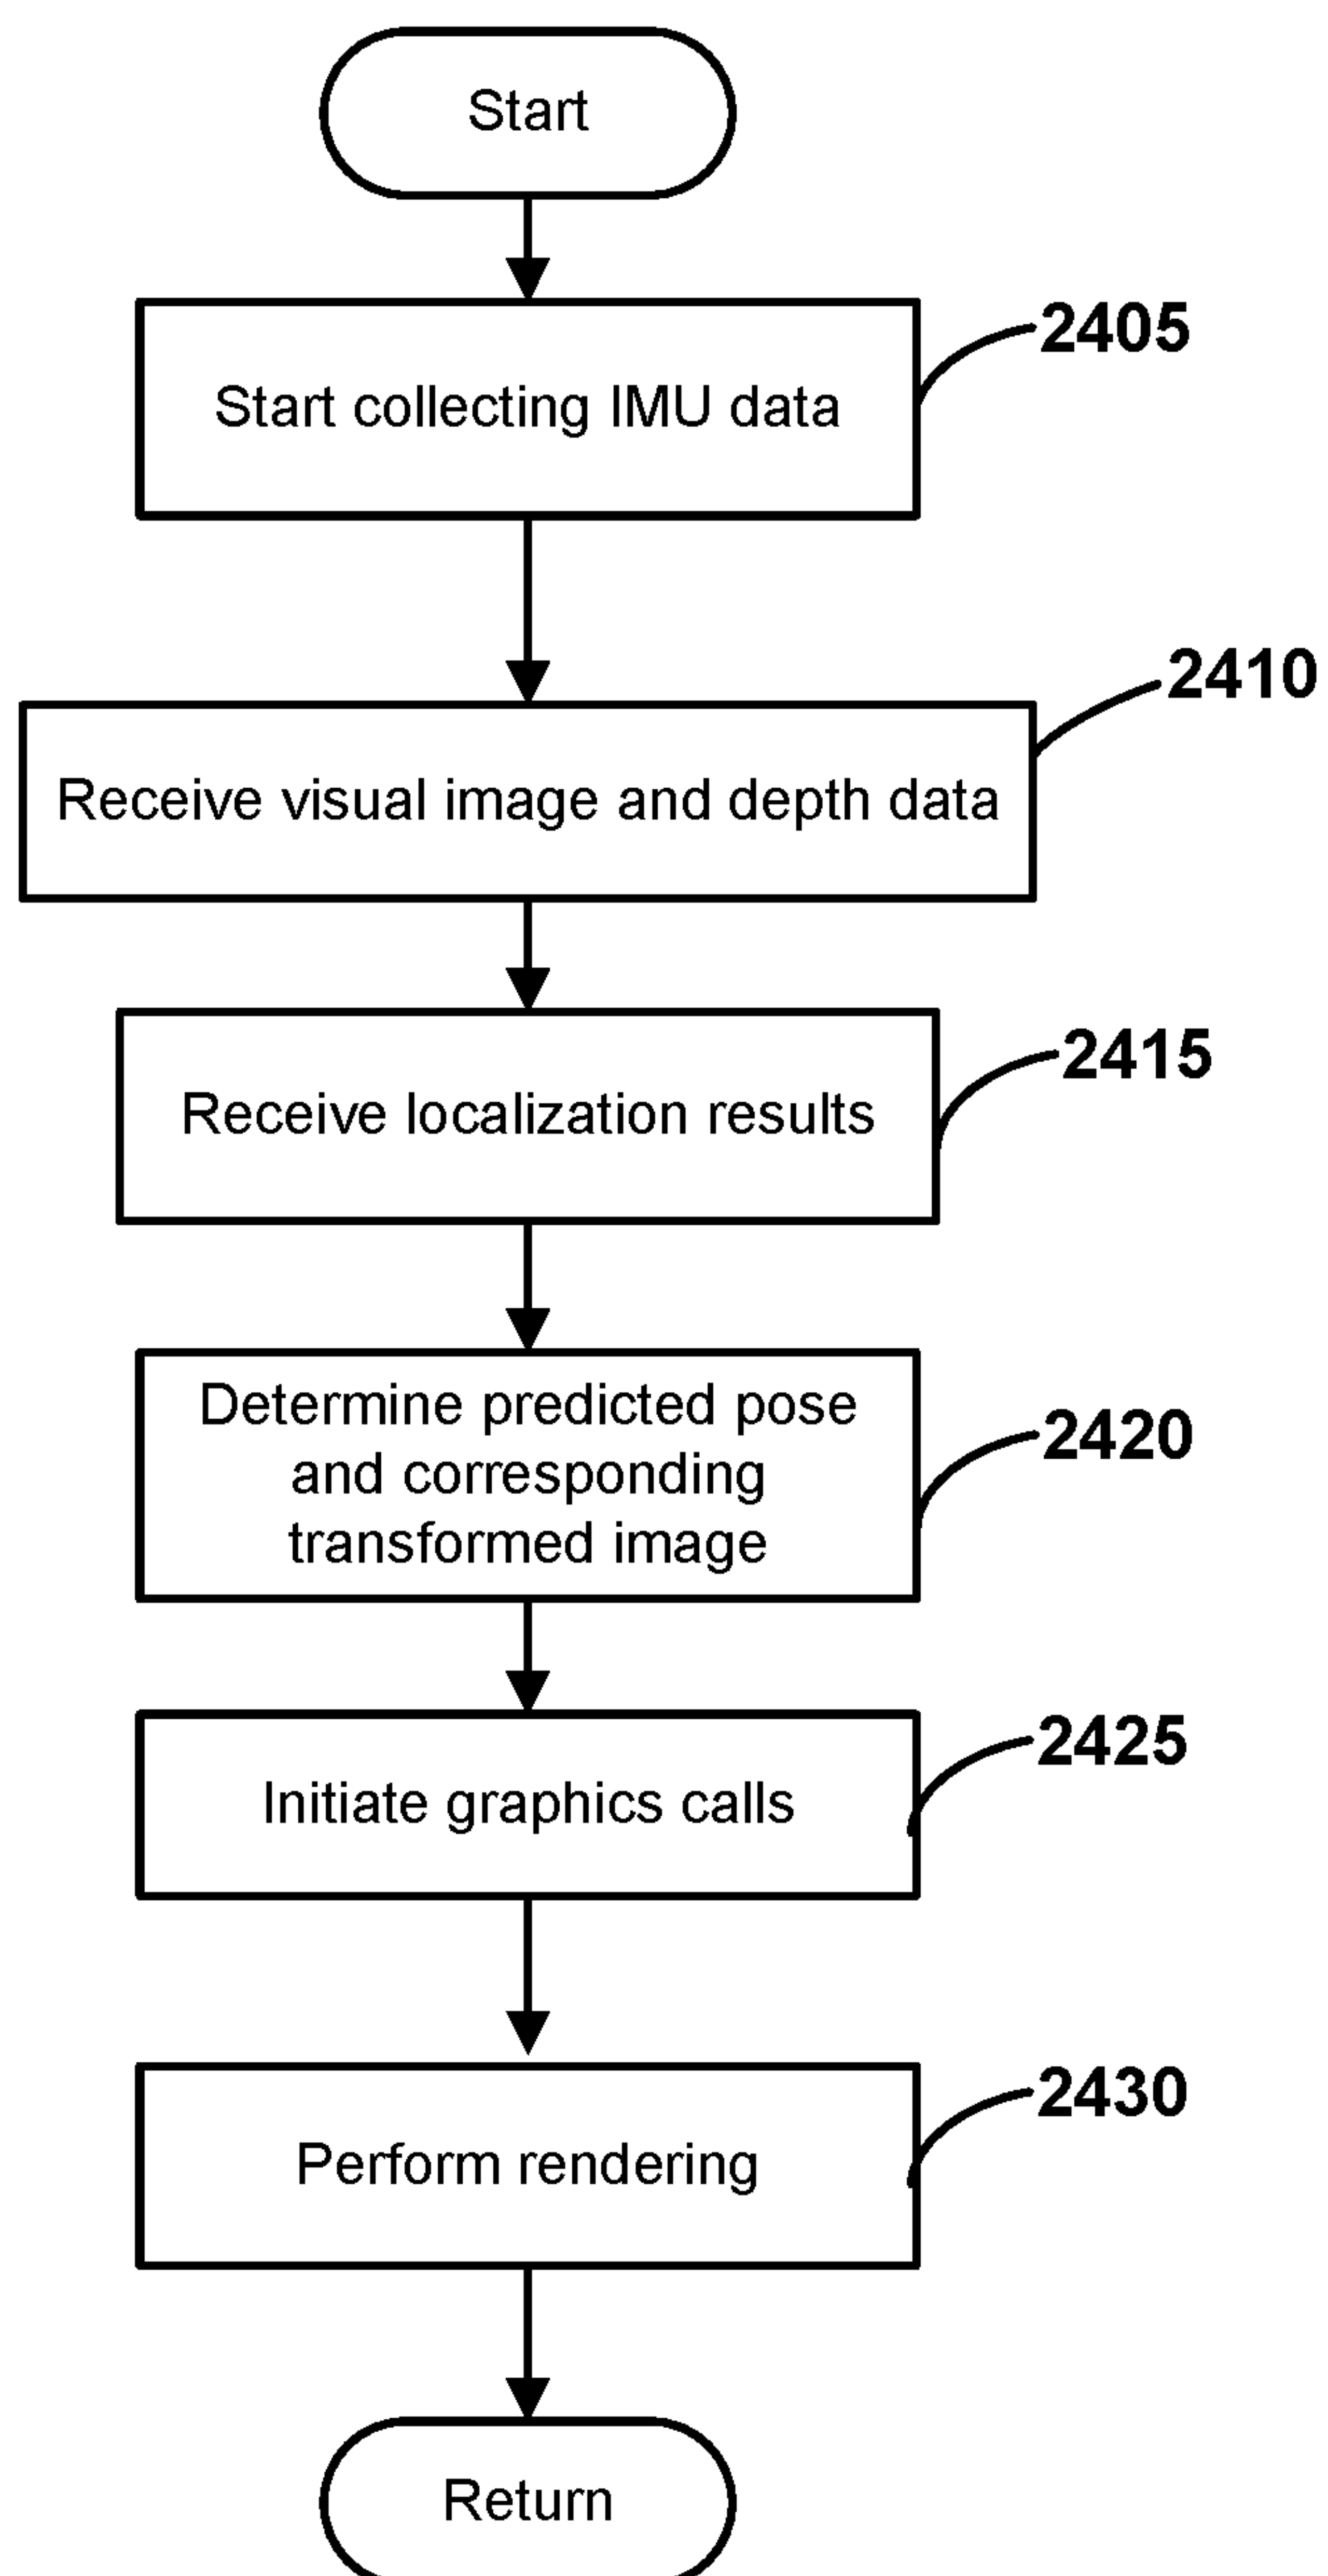 Start
Start collecting IMU data
2405
Receive visual image and depth data
2410
Receive localization results
2415
Determine predicted pose
and corresponding
transformed image
2420
Initiate graphics calls
2425
Perform rendering
2430
Return